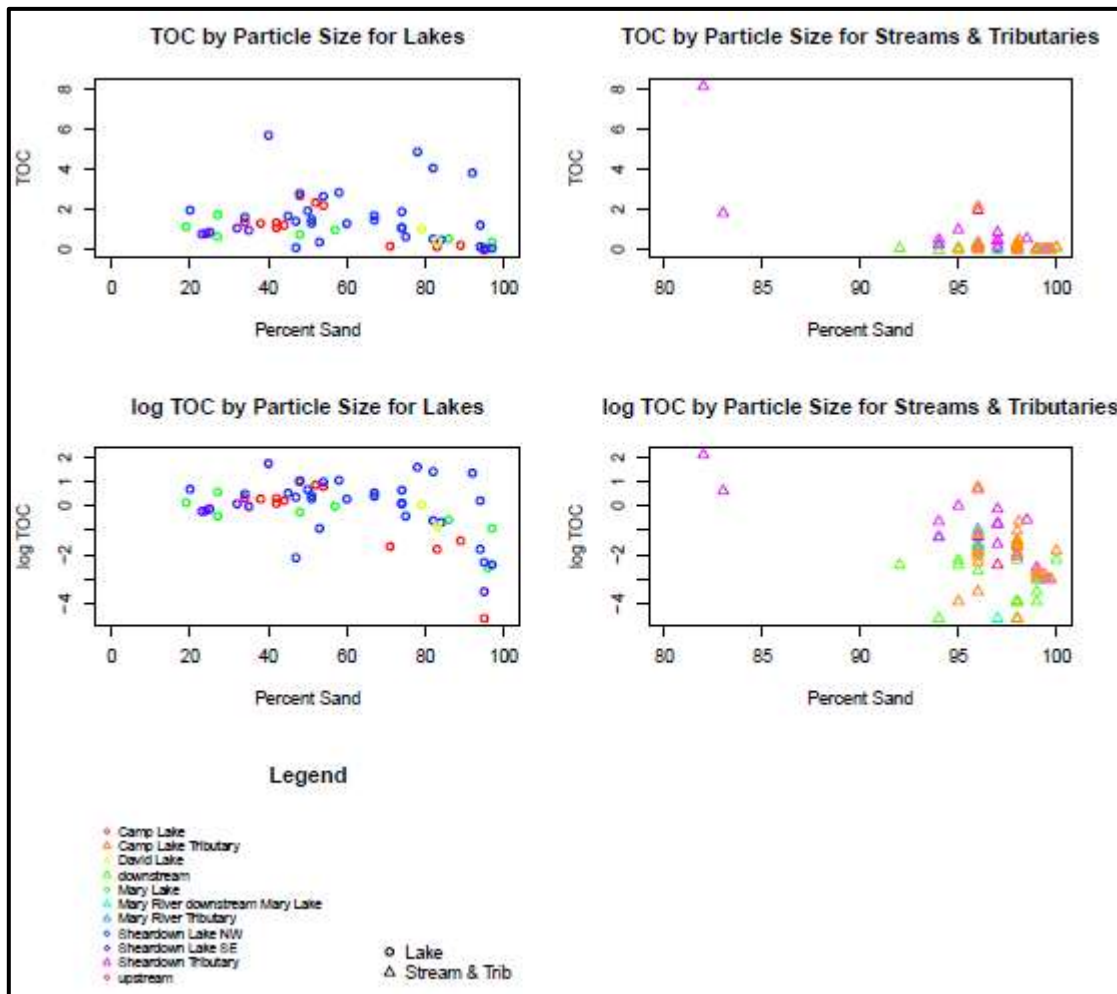 TOC by Particle Size for Lakes
TOC
8
6
4
2
0
0 20 40 60 80 100
Percent Sand
TOC by Particle Size for Streams & Tributaries
TOC
8
6
4
2
0
80 85 90 95 100
Percent Sand
log TOC by Particle Size for Lakes
log TOC
2
1
0
-2
-4
0 20 40 60 80 100
Percent Sand
log TOC by Particle Size for Streams & Tributaries
log TOC
2
1
0
-2
-4
80 85 90 95 100
Percent Sand
Legend
Camp Lake
Camp Lake Tributary
David Lake
downstream
Mary Lake
Mary River downstream Mary Lake
Mary River Tributary
Sheardown Lake NW
Sheardown Lake SE
Sheardown Tributary
upstream
Lake
Stream & Trib